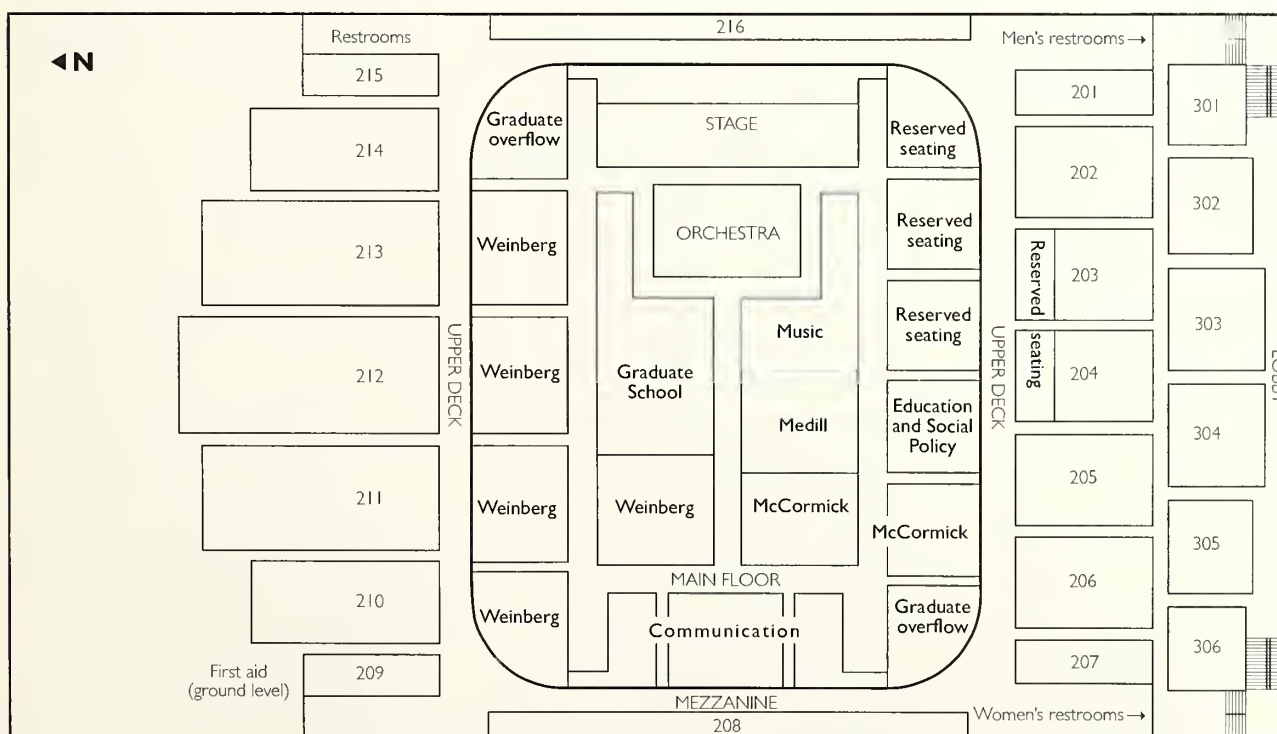 216
Restrooms
Men's restrooms →
N
215
201
301
Graduate
overflow
STAGE
Reserved
seating
214
202
302
213
Weinberg
ORCHESTRA
Reserved
seating
Reserved
seating
203
303
LOBBY
UPPER DECK
212
Weinberg
Graduate
School
Music
Reserved
seating
UPPER DECK
204
Education
and Social
Policy
Medill
304
205
211
Weinberg
Weinberg
McCormick
McCormick
305
206
MAIN FLOOR
210
Weinberg
Communication
Graduate
overflow
306
First aid
(ground level)
209
207
MEZZANINE
208
Women's restrooms →